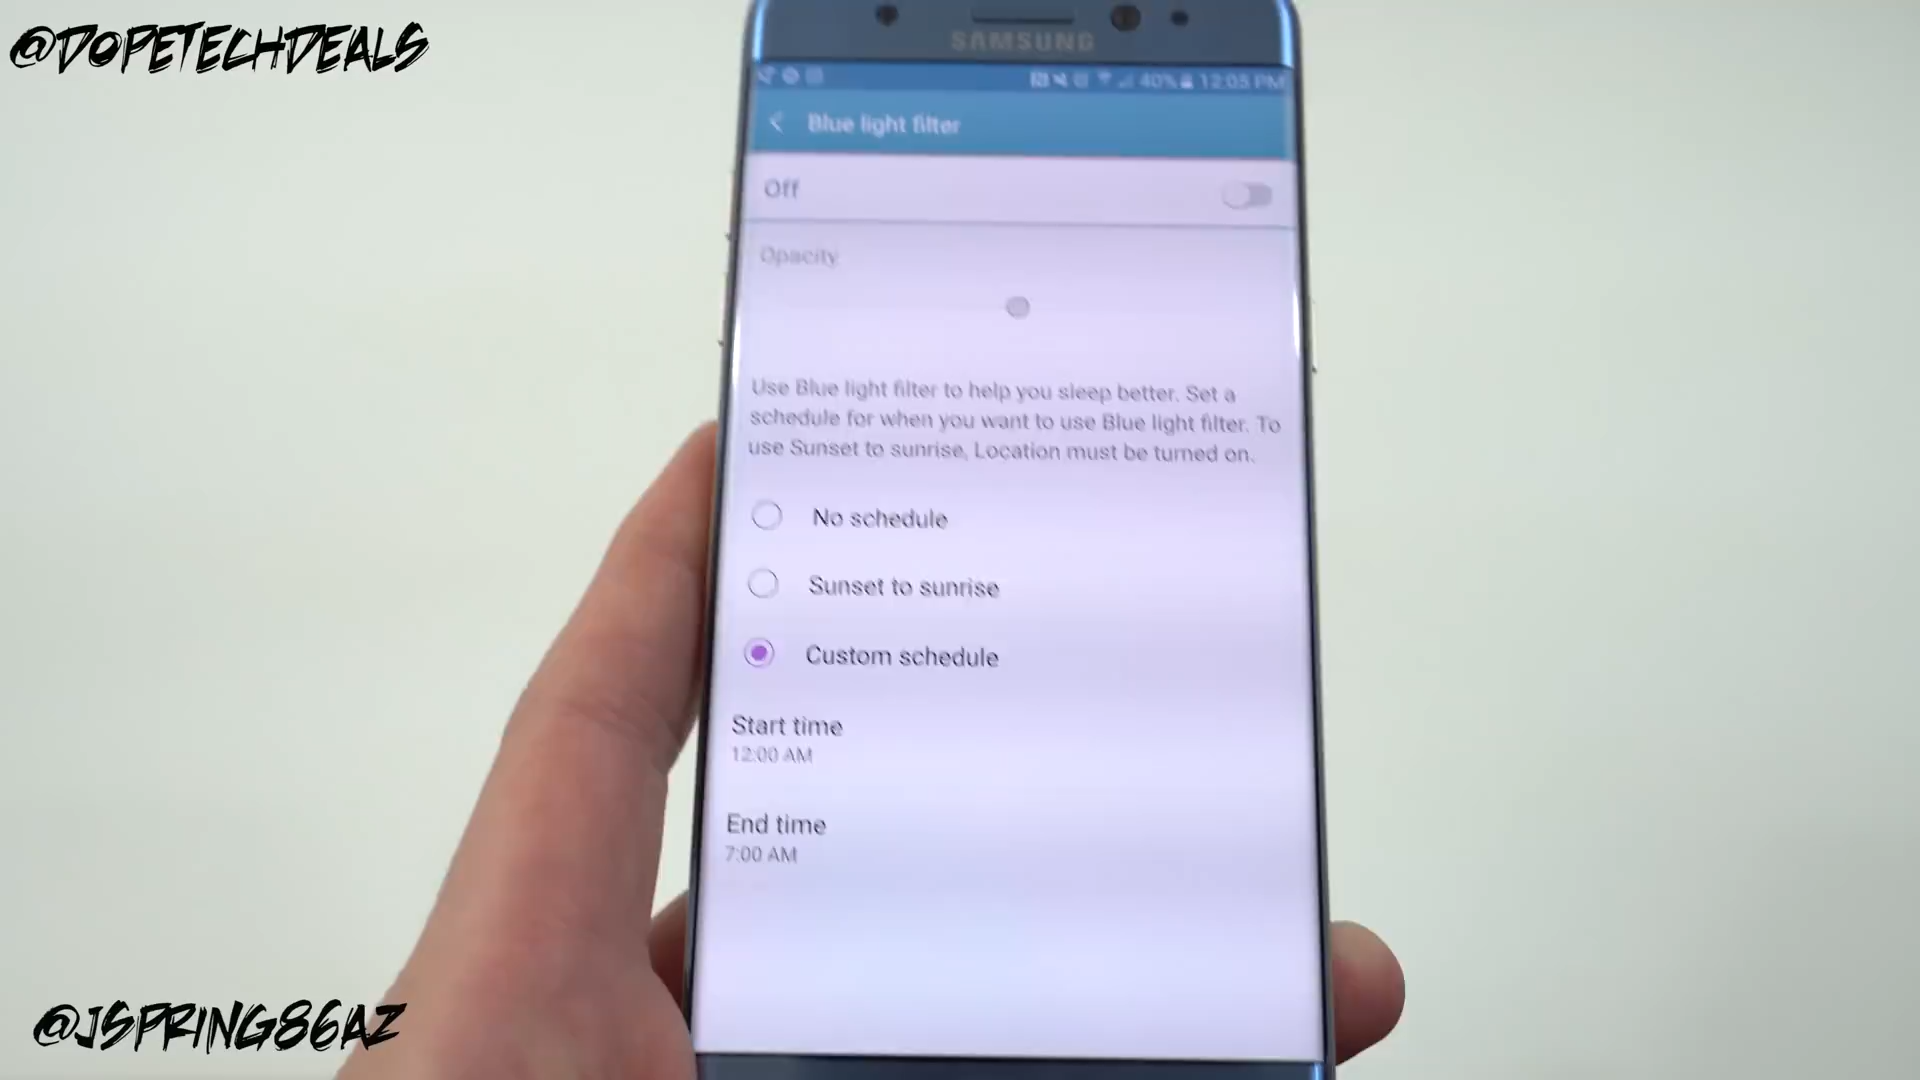 @DOPETECHDEALS
SAMSUNG
40% 12:05 PM
Blue light filter
Off
Opacity
Use Blue light filter to help you sleep better. Set a
schedule for when you want to use Blue light filter. To
use Sunset to sunrise, Location must be turned on.
No schedule
Sunset to sunrise
Custom schedule
Start time
12:00 AM
End time
7:00 AM
@JSPRING86AZ